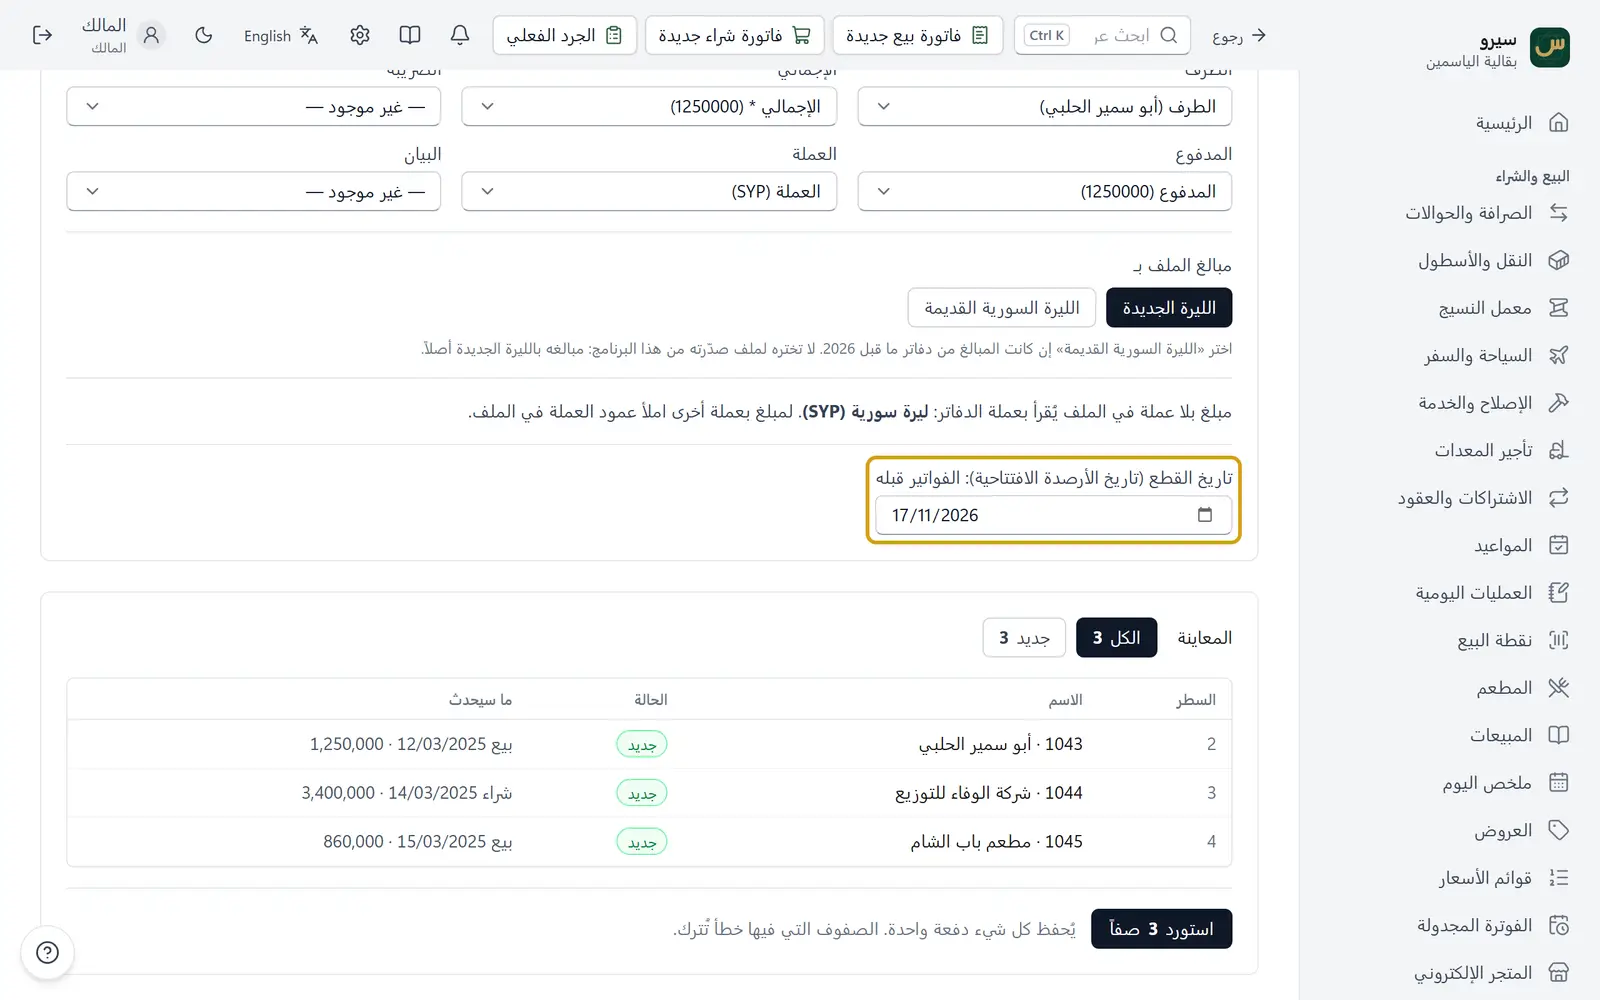 س
سيرو
بقالية الياسمين
رجوع
ابحث عر
Ctrl K
فاتورة بيع جديدة
فاتورة شراء جديدة
الجرد الفعلي
English
المالك
المالك
الرئيسية
البيع والشراء
الصرافة والحوالات
النقل والأسطول
معمل النسيج
السياحة والسفر
الإصلاح والخدمة
تأجير المعدات
الاشتراكات والعقود
المواعيد
العمليات اليومية
نقطة البيع
المطعم
المبيعات
ملخص اليوم
العروض
قوائم الأسعار
الفوترة المجدولة
المتجر الإلكتروني
الطرف
الإجمالي
الضريبة
الطرف (أبو سمير الحلبي)
الإجمالي * (1250000)
— غير موجود —
المدفوع
العملة
البيان
المدفوع (1250000)
العملة (SYP)
— غير موجود —
مبالغ الملف بـ
الليرة الجديدة
الليرة السورية القديمة
اختر «الليرة السورية القديمة» إن كانت المبالغ من دفاتر ما قبل 2026. لا تختره لملف صدّرته من هذا البرنامج: مبالغه بالليرة الجديدة أصلاً.
مبلغ بلا عملة في الملف يُقرأ بعملة الدفاتر: ليرة سورية (SYP). لمبلغ بعملة أخرى املأ عمود العملة في الملف.
تاريخ القطع (تاريخ الأرصدة الافتتاحية): الفواتير قبله
17/11/2026
المعاينة
الكل 3
جديد 3
السطر الاسم الحالة ما سيحدث
2 1043 · أبو سمير الحلبي جديد بيع 12/03/2025 · 1,250,000
3 1044 · شركة الوفاء للتوزيع جديد شراء 14/03/2025 · 3,400,000
4 1045 · مطعم باب الشام جديد بيع 15/03/2025 · 860,000
استورد 3 صفاً
يُحفظ كل شيء دفعة واحدة. الصفوف التي فيها خطأ تُترك.